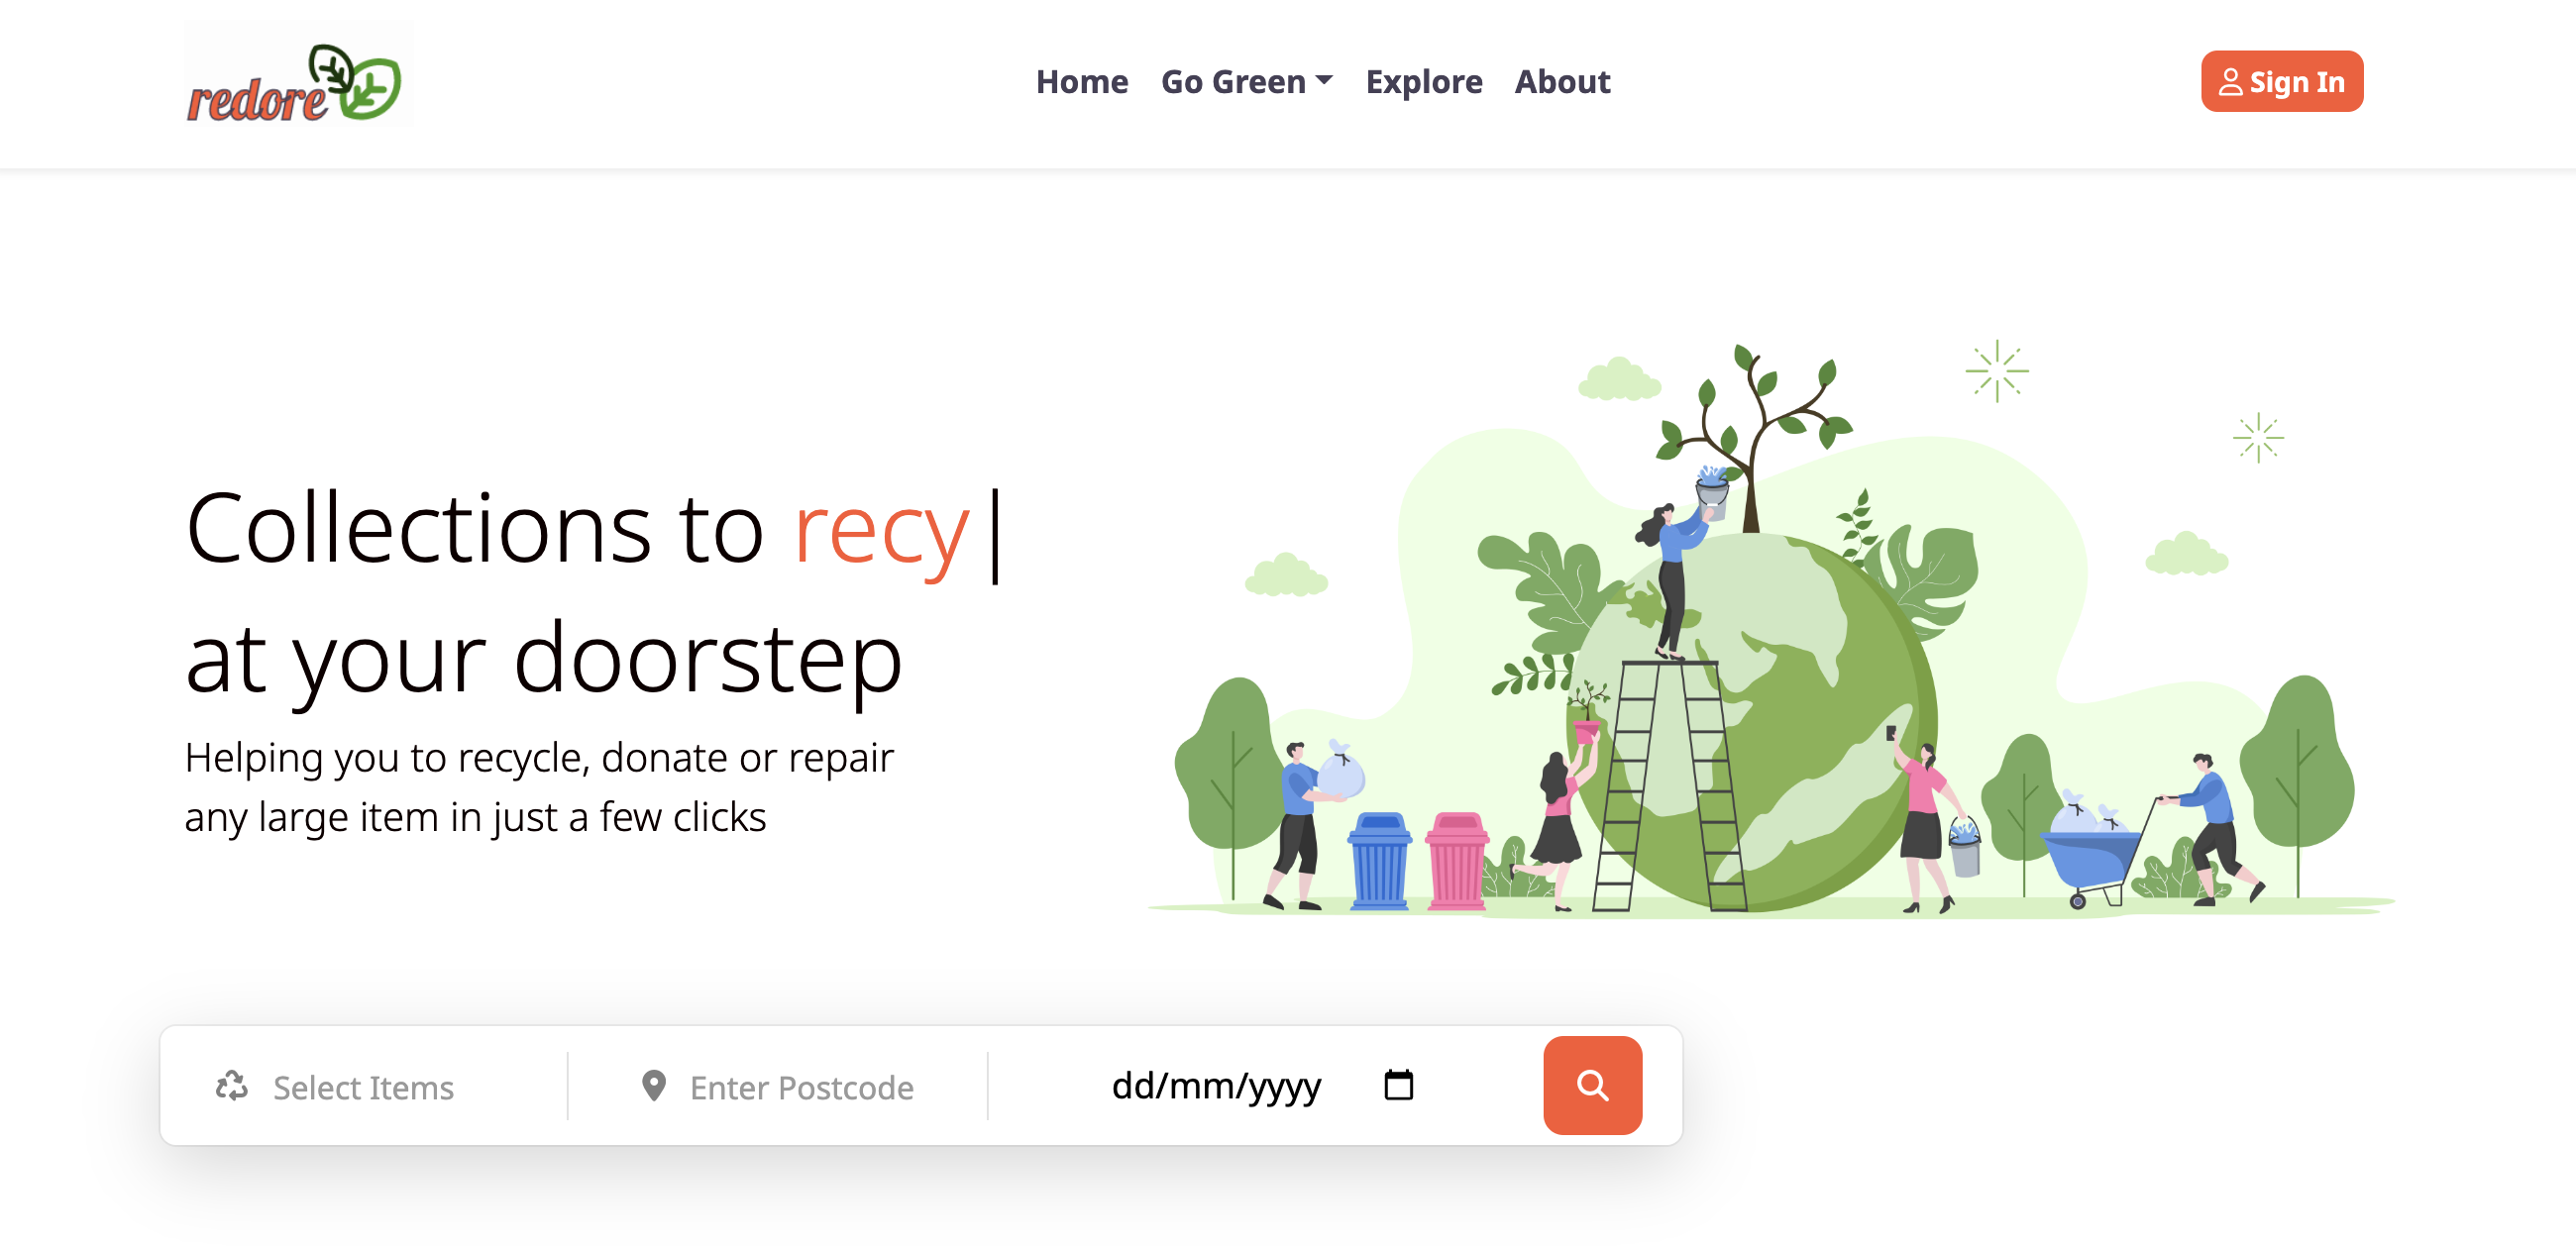 redore
Home Go Green Explore About
Sign In
Collections to recy|
at your doorstep
Helping you to recycle, donate or repair
any large item in just a few clicks
Select Items
Enter Postcode
dd/mm/yyyy